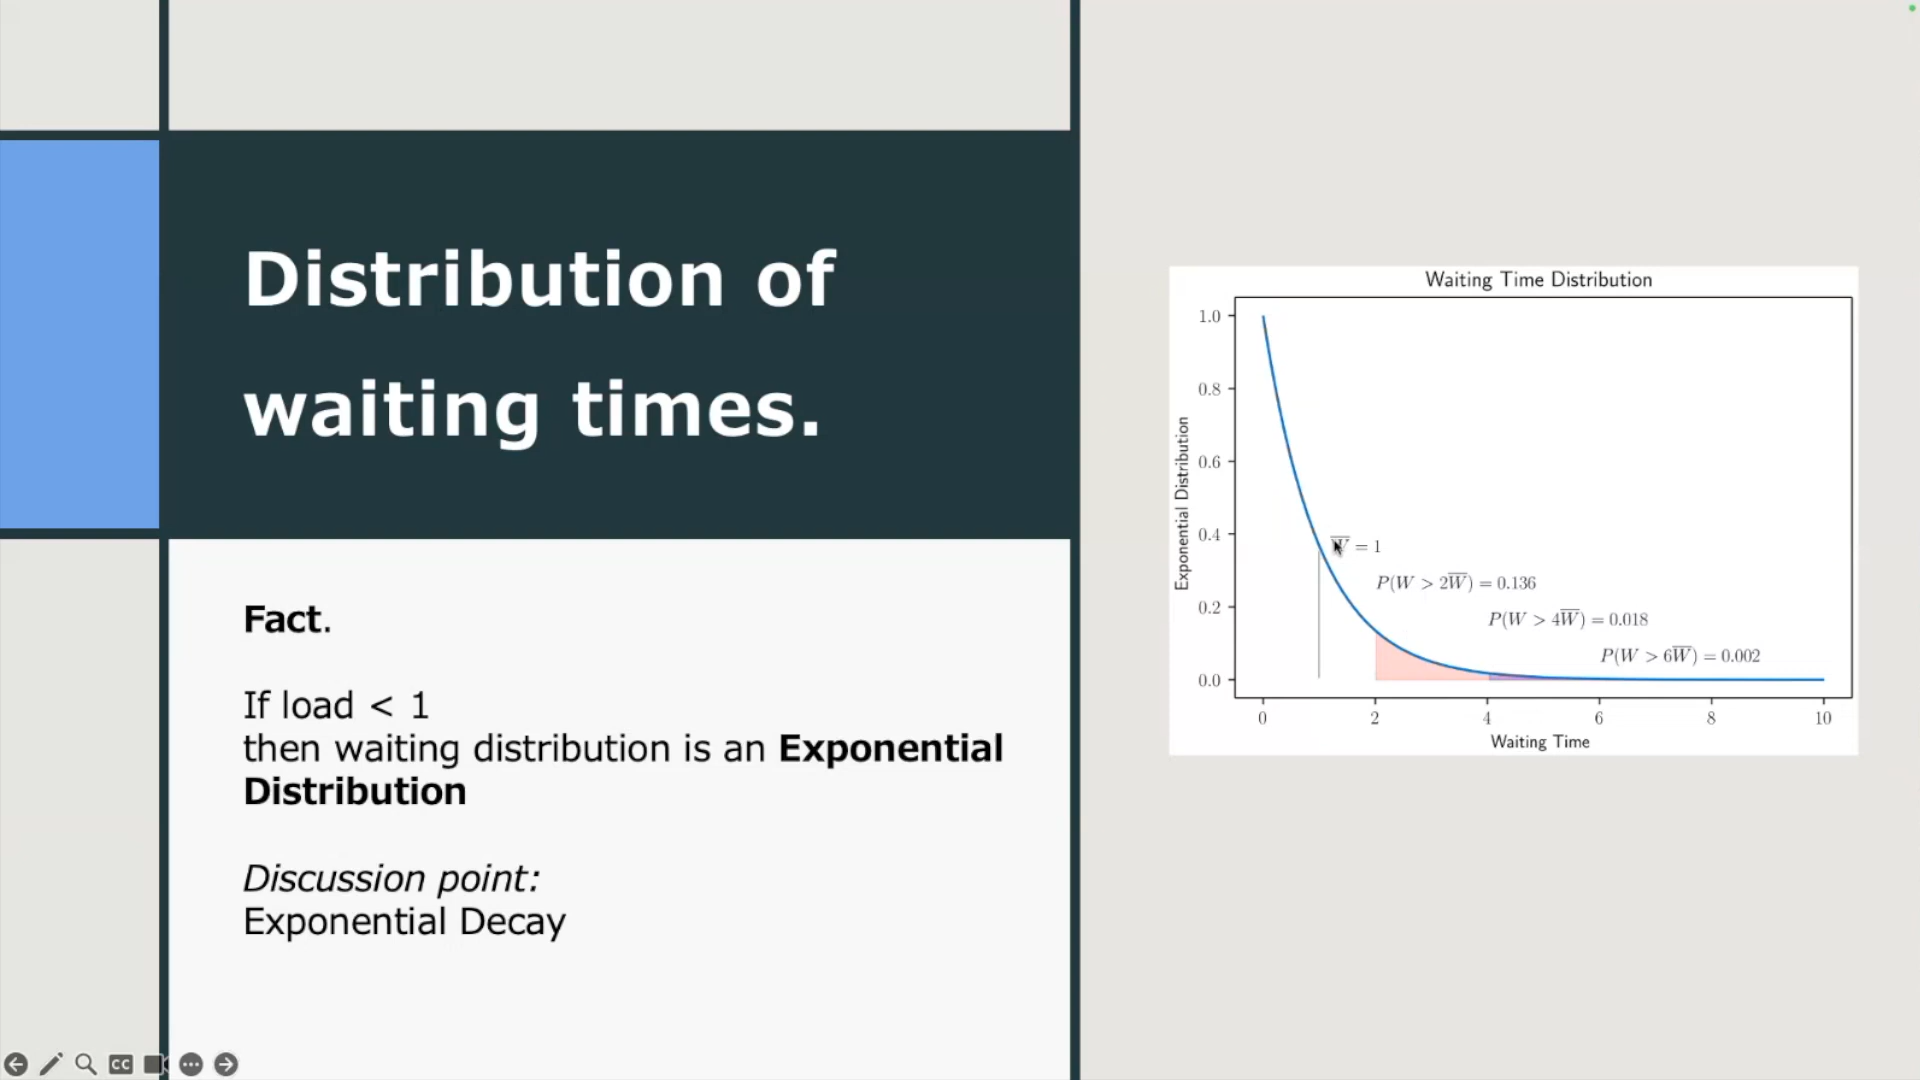 Distribution of
waiting times.
Fact.
If load < 1
then waiting distribution is an Exponential
Distribution
Discussion point:
Exponential Decay
Waiting Time Distribution
Exponential Distribution
1.0
0.8
0.6
0.4
0.2
0.0
W̅ = 1
P(W > 2W̅) = 0.136
P(W > 4W̅) = 0.018
P(W > 6W̅) = 0.002
0 2 4 6 8 10
Waiting Time
CC